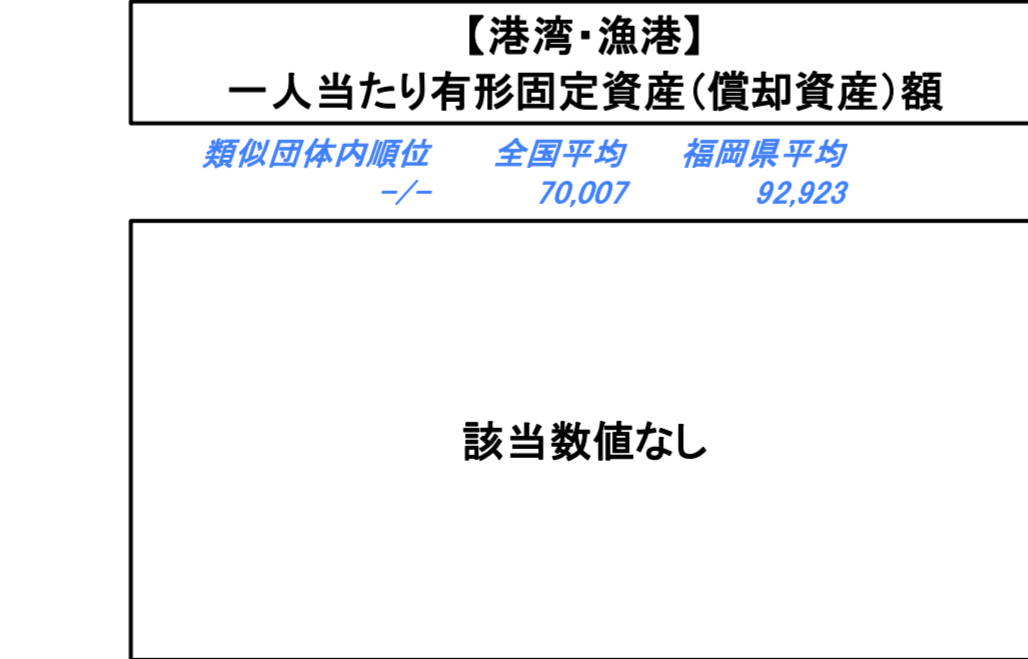 【港湾・漁港】
一人当たり有形固定資産(償却資産)額
類似団体内順位 全国平均 福岡県平均
-/- 70,007 92,923
該当数値なし